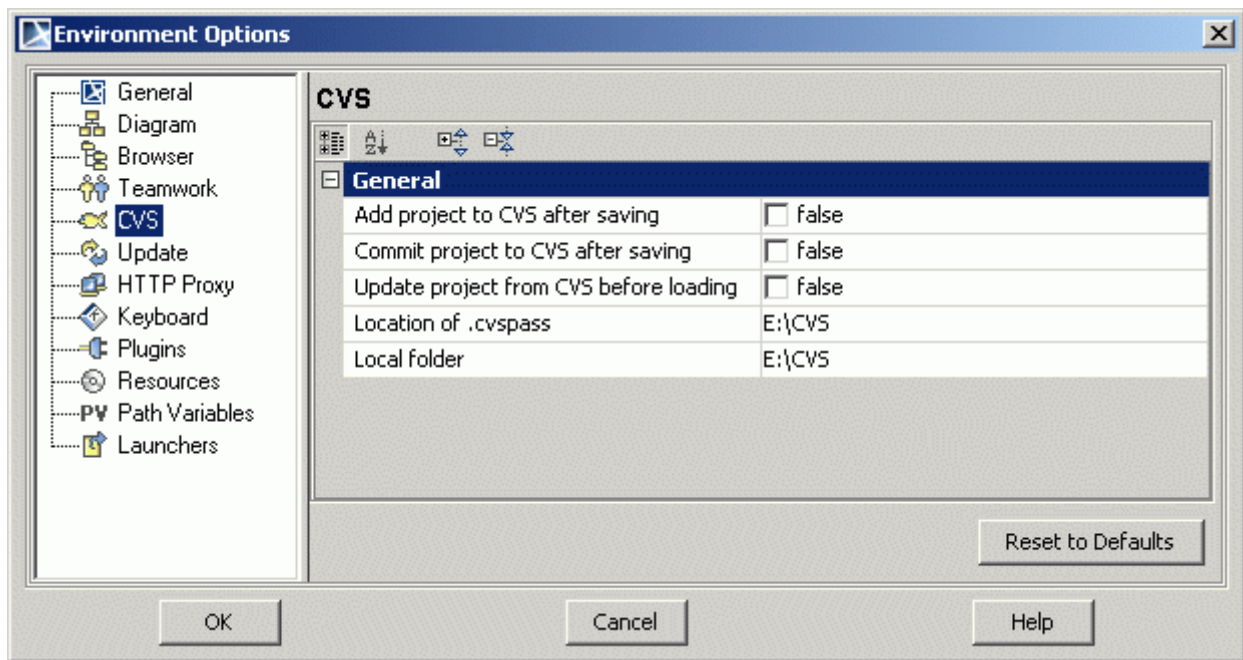 Environment Options
General
Diagram
Browser
Teamwork
CVS
Update
HTTP Proxy
Keyboard
Plugins
Resources
PV Path Variables
Launchers
CVS
General
Add project to CVS after saving false
Commit project to CVS after saving false
Update project from CVS before loading false
Location of .cvspass E:\CVS
Local folder E:\CVS
Reset to Defaults
OK Cancel Help